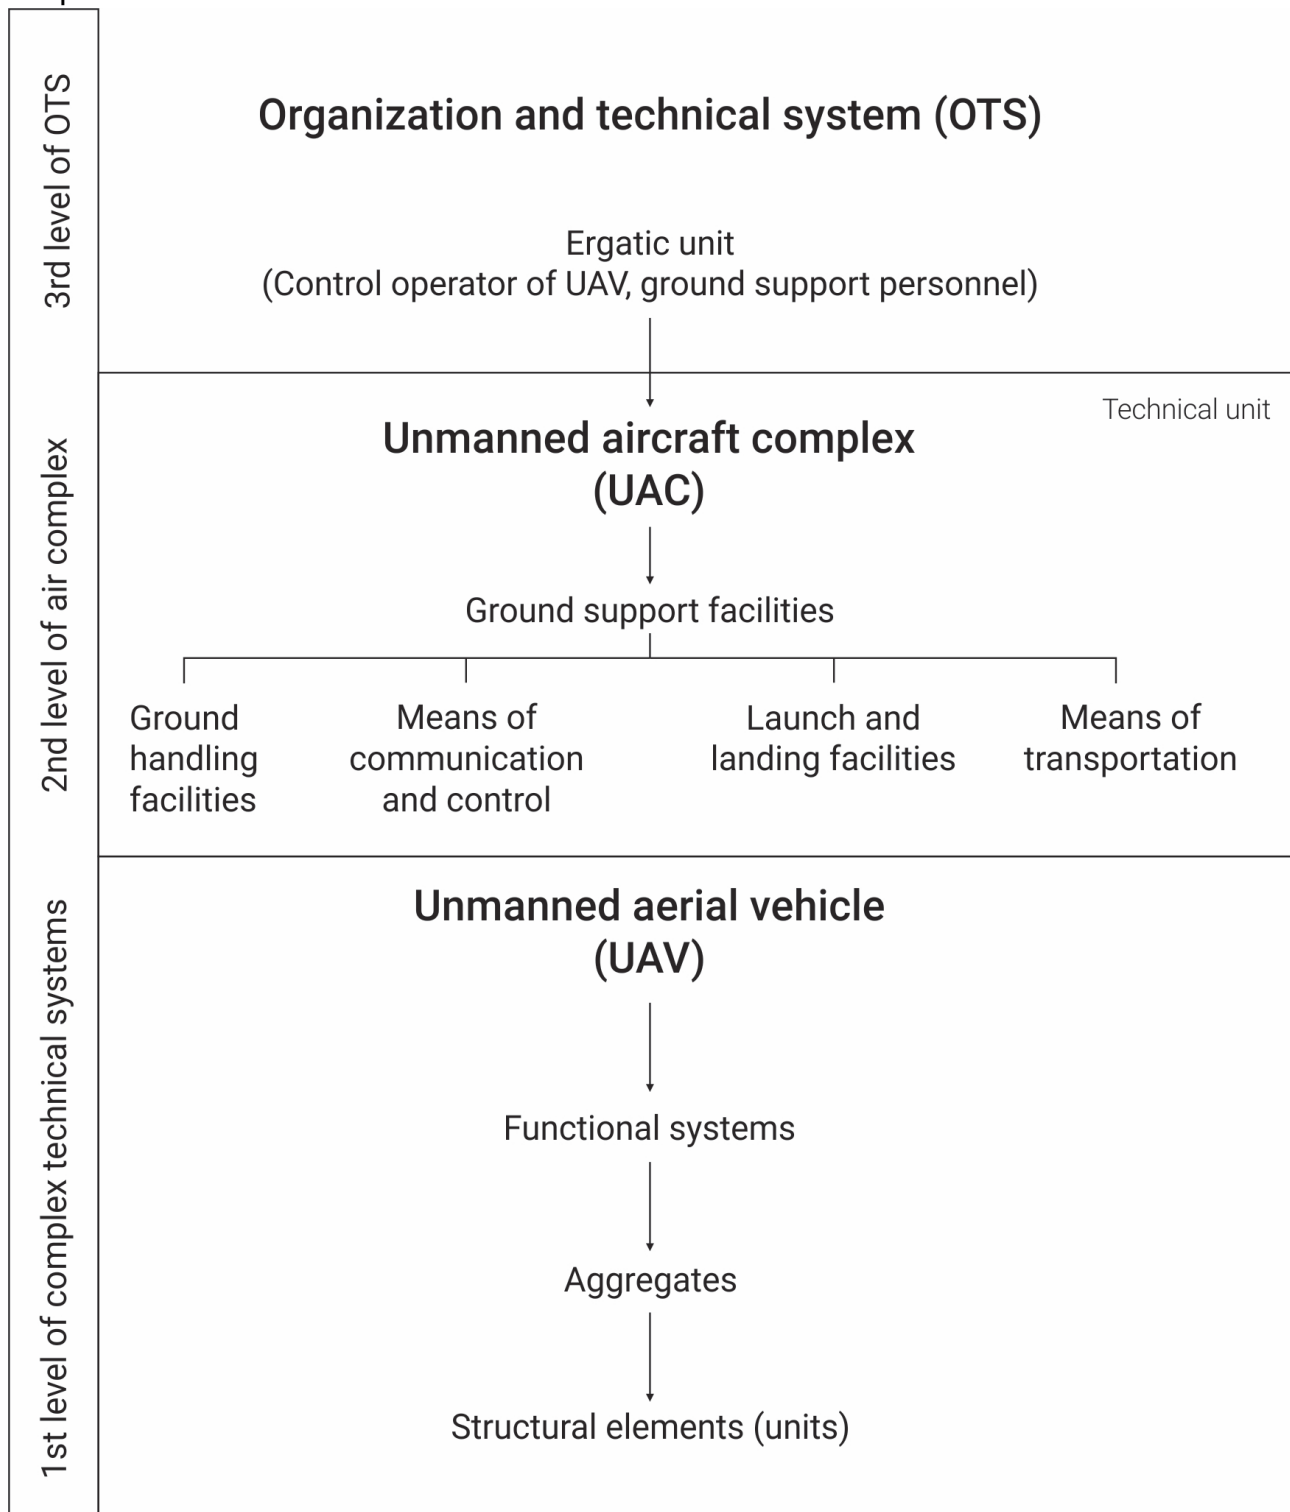 3rd level of OTS
Organization and technical system (OTS)
Ergatic unit
(Control operator of UAV, ground support personnel)
2nd level of air complex
Technical unit
Unmanned aircraft complex
(UAC)
Ground support facilities
Ground
handling
facilities
Means of
communication
and control
Launch and
landing facilities
Means of
transportation
1st level of complex technical systems
Unmanned aerial vehicle
(UAV)
Functional systems
Aggregates
Structural elements (units)